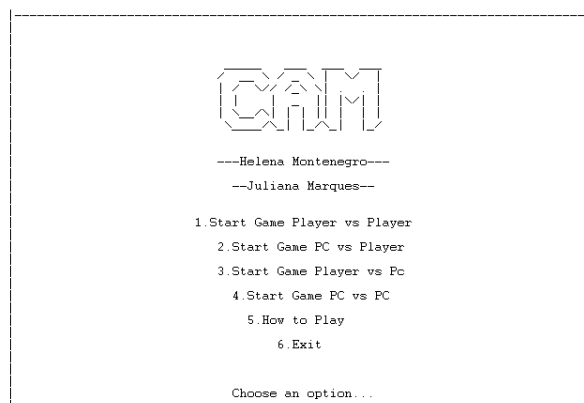 CAM
---Helena Montenegro---
--Juliana Marques--
1.Start Game Player vs Player
2.Start Game PC vs Player
3.Start Game Player vs Pc
4.Start Game PC vs PC
5.How to Play
6.Exit
Choose an option...